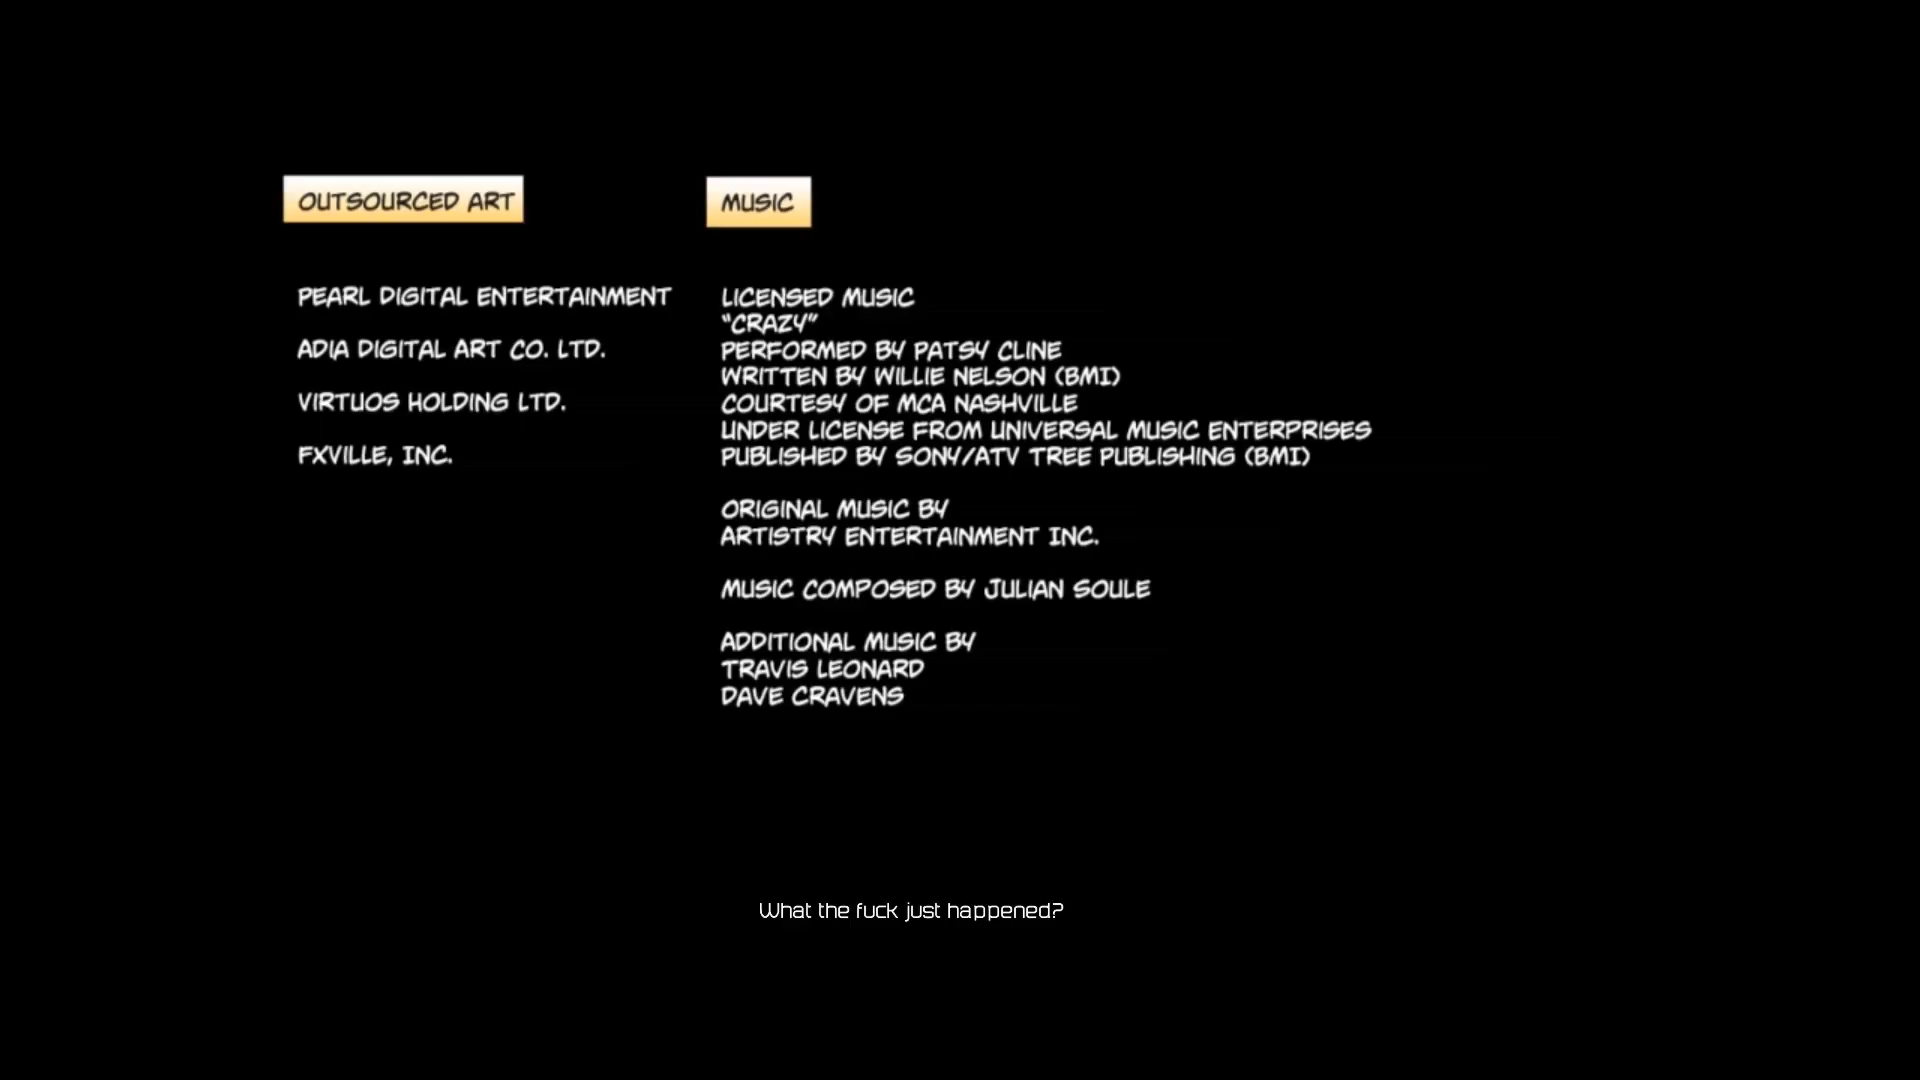 OUTSOURCED ART
PEARL DIGITAL ENTERTAINMENT
ADIA DIGITAL ART CO. LTD.
VIRTUOS HOLDING LTD.
FXVILLE, INC.
MUSIC
LICENSED MUSIC
"CRAZY"
PERFORMED BY PATSY CLINE
WRITTEN BY WILLIE NELSON (BMI)
COURTESY OF MCA NASHVILLE
UNDER LICENSE FROM UNIVERSAL MUSIC ENTERPRISES
PUBLISHED BY SONY/ATV TREE PUBLISHING (BMI)
ORIGINAL MUSIC BY
ARTISTRY ENTERTAINMENT INC.
MUSIC COMPOSED BY JULIAN SOULE
ADDITIONAL MUSIC BY
TRAVIS LEONARD
DAVE CRAVENS
What the fuck just happened?